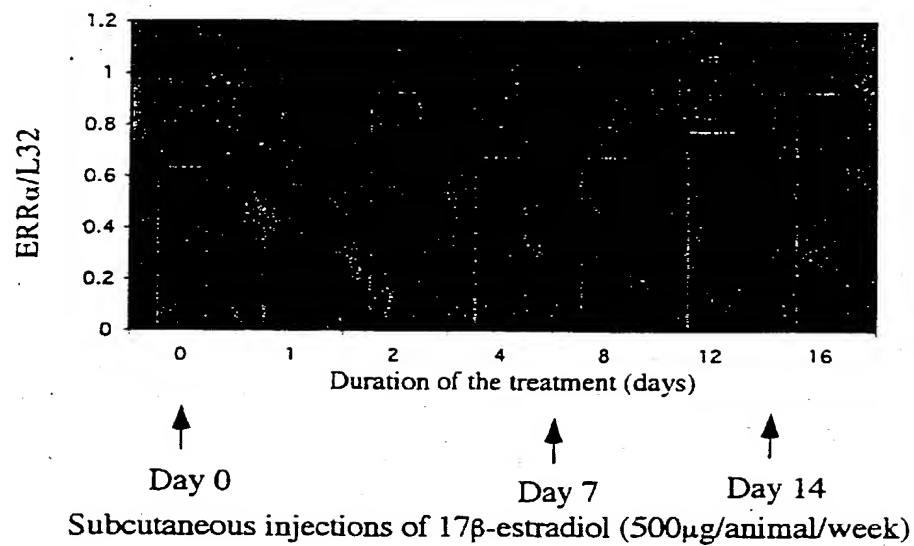 1.2
1
0.8
0.6
0.4
0.2
0
ERRα/L32
0 1 2 4 8 12 16
Duration of the treatment (days)
Day 0 Day 7 Day 14
Subcutaneous injections of 17β-estradiol (500µg/animal/week)